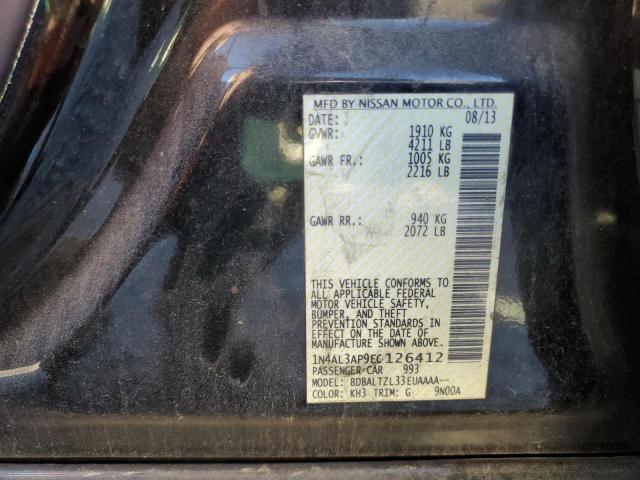 MFD BY NISSAN MOTOR CO., LTD.
DATE: 08/13
GVWR: 1910 KG
4211 LB
GAWR FR.: 1005 KG
2216 LB
GAWR RR.: 940 KG
2072 LB
THIS VEHICLE CONFORMS TO
ALL APPLICABLE FEDERAL
MOTOR VEHICLE SAFETY,
BUMPER, AND THEFT
PREVENTION STANDARDS
IN EFFECT ON THE DATE OF
MANUFACTURE SHOWN ABOVE.
1N4AL3AP9EC126412
PASSENGER CAR 993
MODEL: BDBALTZL33EUAAAA--
COLOR: KH3 TRIM: G 9N00A